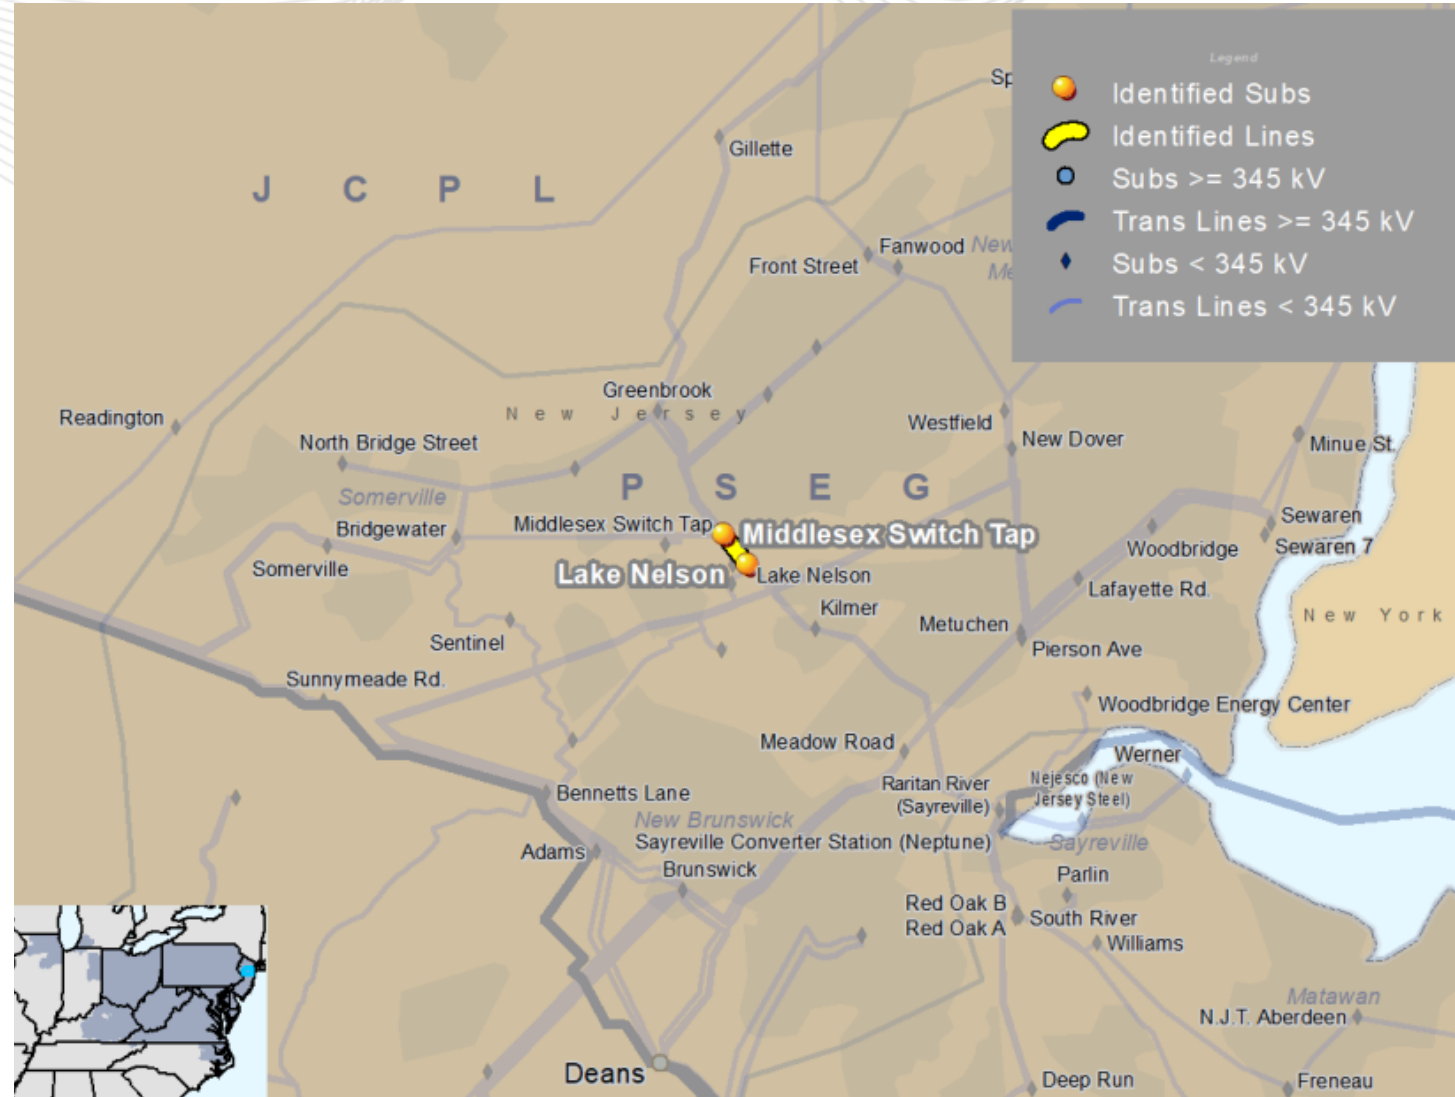 Legend
Identified Subs
Identified Lines
Subs >= 345 kV
Trans Lines >= 345 kV
Subs < 345 kV
Trans Lines < 345 kV
Sp
Gillette
J C P L
Fanwood
New
Me
Front Street
Greenbrook
New Jersey
Readington
Westfield
New Dover
North Bridge Street
Minue St.
P S E G
Somerville
Bridgewater
Middlesex Switch Tap
Middlesex Switch Tap
Sewaren
Sewaren 7
Woodbridge
Somerville
Lake Nelson
Lake Nelson
Lafayette Rd.
Kilmer
New York
Metuchen
Sentinel
Pierson Ave
Sunnymeade Rd.
Woodbridge Energy Center
Meadow Road
Werner
Raritan River
(Sayreville)
Nejesco (New
Jersey Steel)
Bennetts Lane
New Brunswick
Sayreville Converter Station (Neptune)
Sayreville
Adams
Brunswick
Parlin
Red Oak B
Red Oak A
South River
Williams
Matawan
N.J.T. Aberdeen
Deans
Deep Run
Freneau